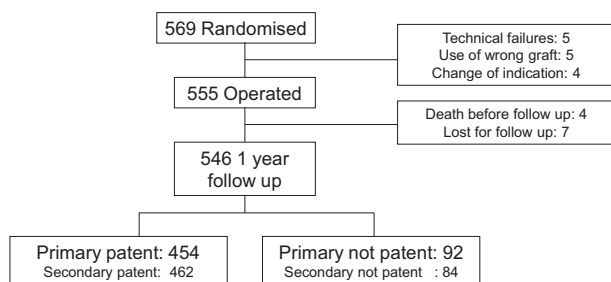 569 Randomised
Technical failures: 5
Use of wrong graft: 5
Change of indication: 4
555 Operated
Death before follow up: 4
Lost for follow up: 7
546 1 year
follow up
Primary patent: 454
Secondary patent: 462
Primary not patent: 92
Secondary not patent : 84